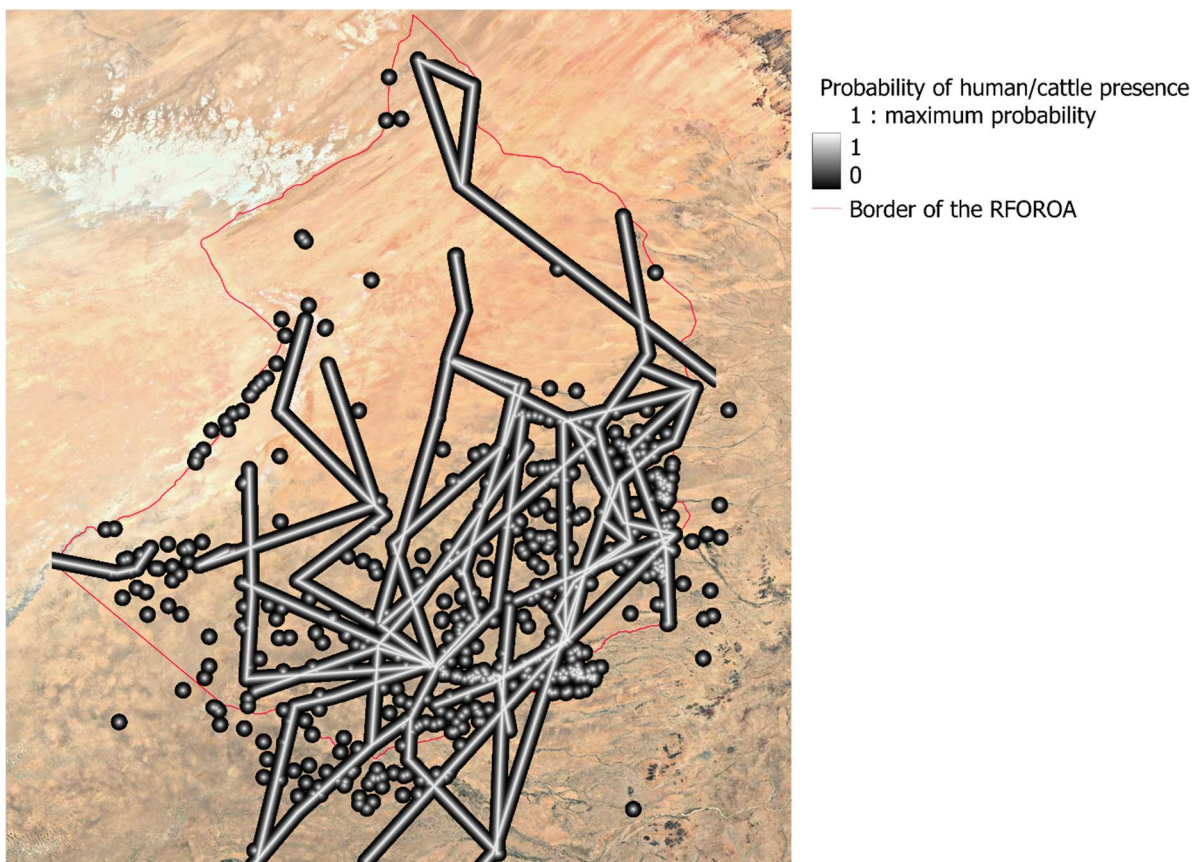 Probability of human/cattle presence
1 : maximum probability
1
0
Border of the RFOROA